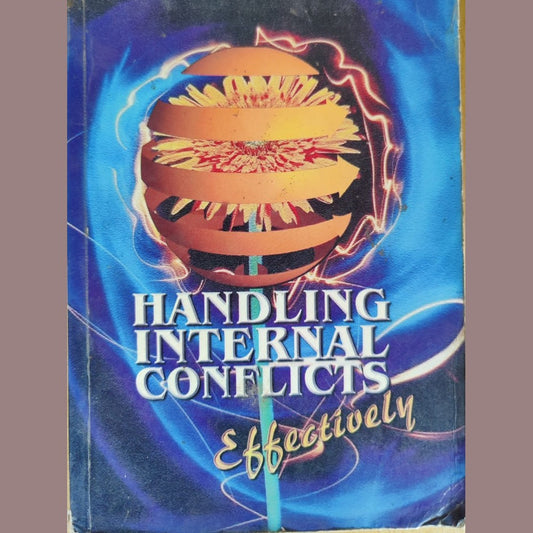 HANDLING
INTERNAL
CONFLICTS
Effectively